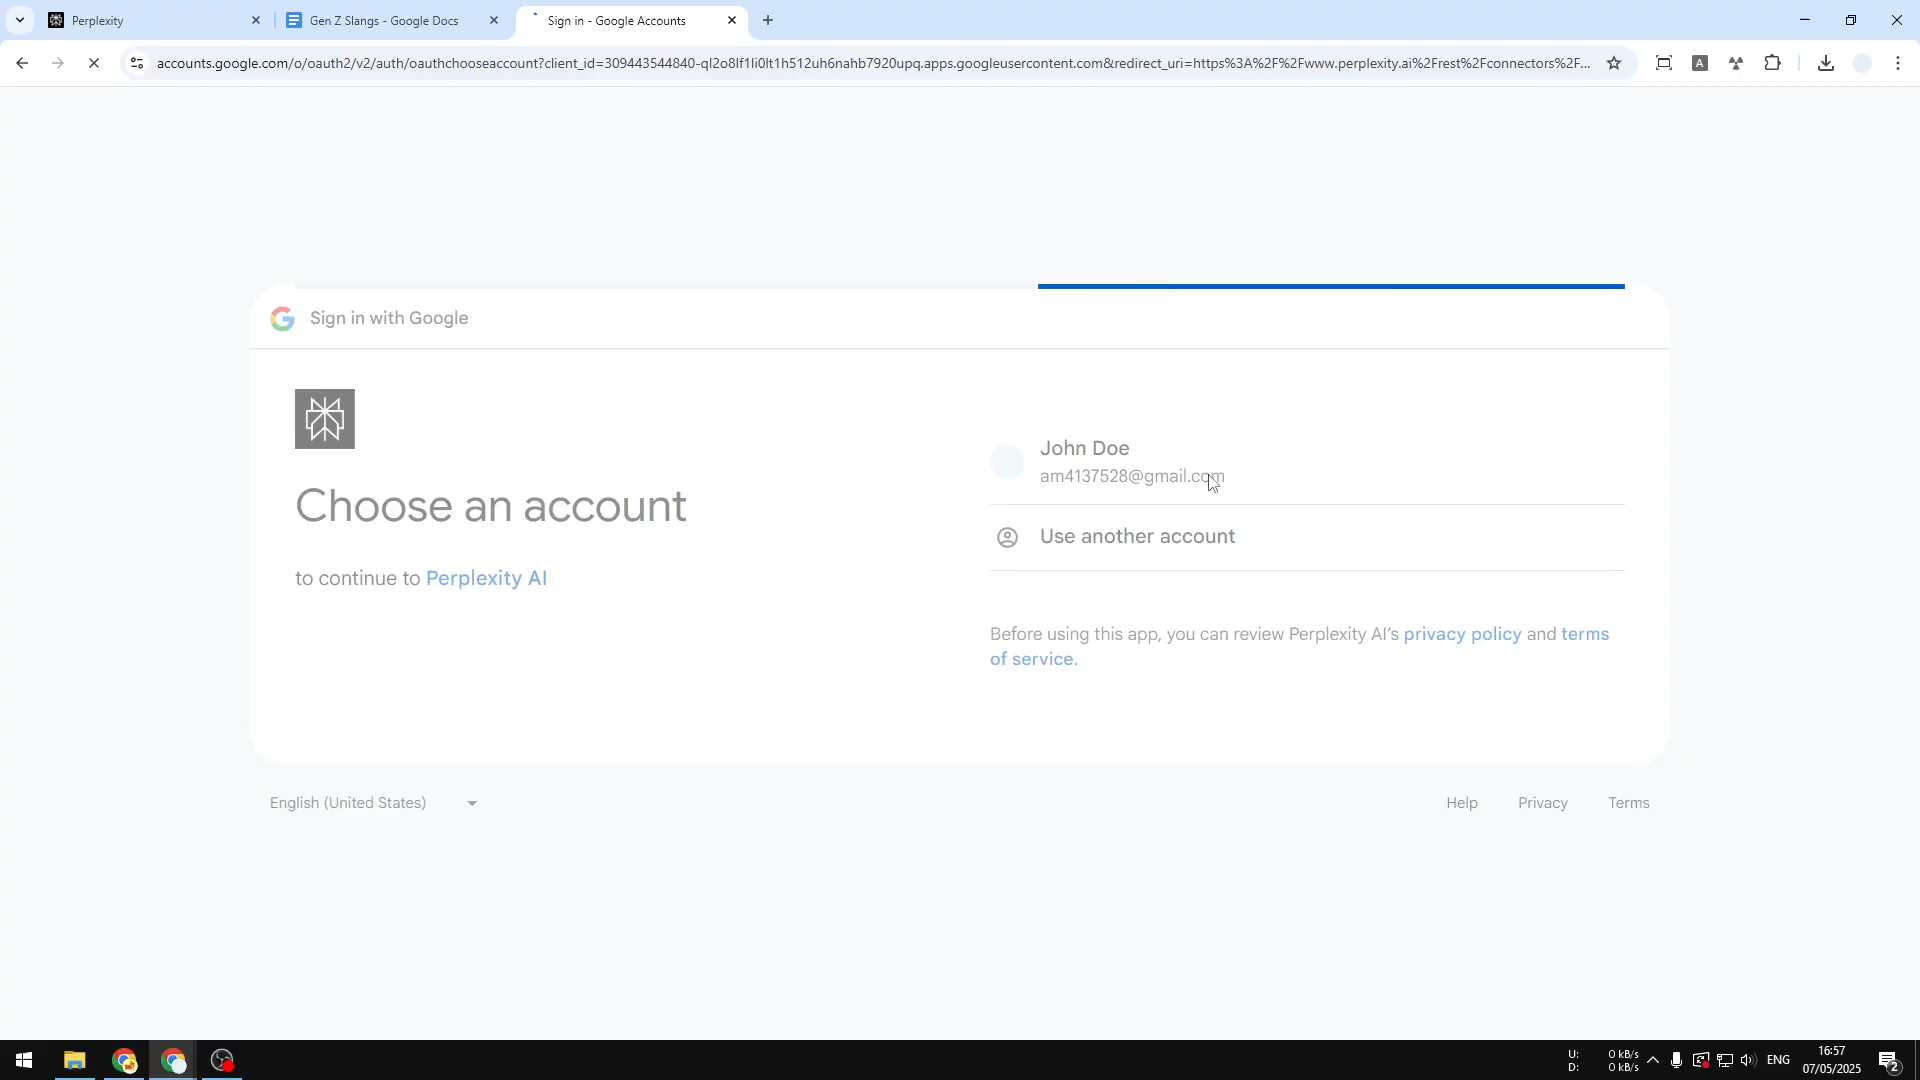 Perplexity
Gen Z Slangs - Google Docs
Sign in - Google Accounts
accounts.google.com/o/oauth2/v2/auth/oauthchooseaccount?client_id=309443544840-ql2o8lf1li0lt1h512uh6nahb7920upq.apps.googleusercontent.com&redirect_uri=https%3A%2F%2Fwww.perplexity.ai%2Frest%2Fconnectors%2F...
A
Sign in with Google
Choose an account
to continue to Perplexity AI
John Doe
am4137528@gmail.com
Use another account
Before using this app, you can review Perplexity AI's privacy policy and terms
of service.
English (United States)
Help
Privacy
Terms
U: 0 kB/s
D: 0 kB/s
ENG
16:57
07/05/2025
2